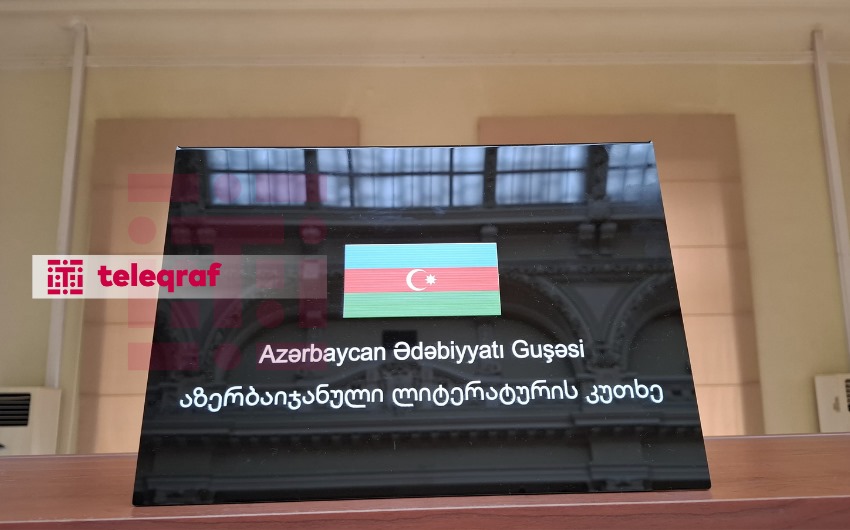 teleqraf
Azərbaycan Ədəbiyyatı Guşəsi
აზერბაიჯანული ლიტერატურის კუთხე